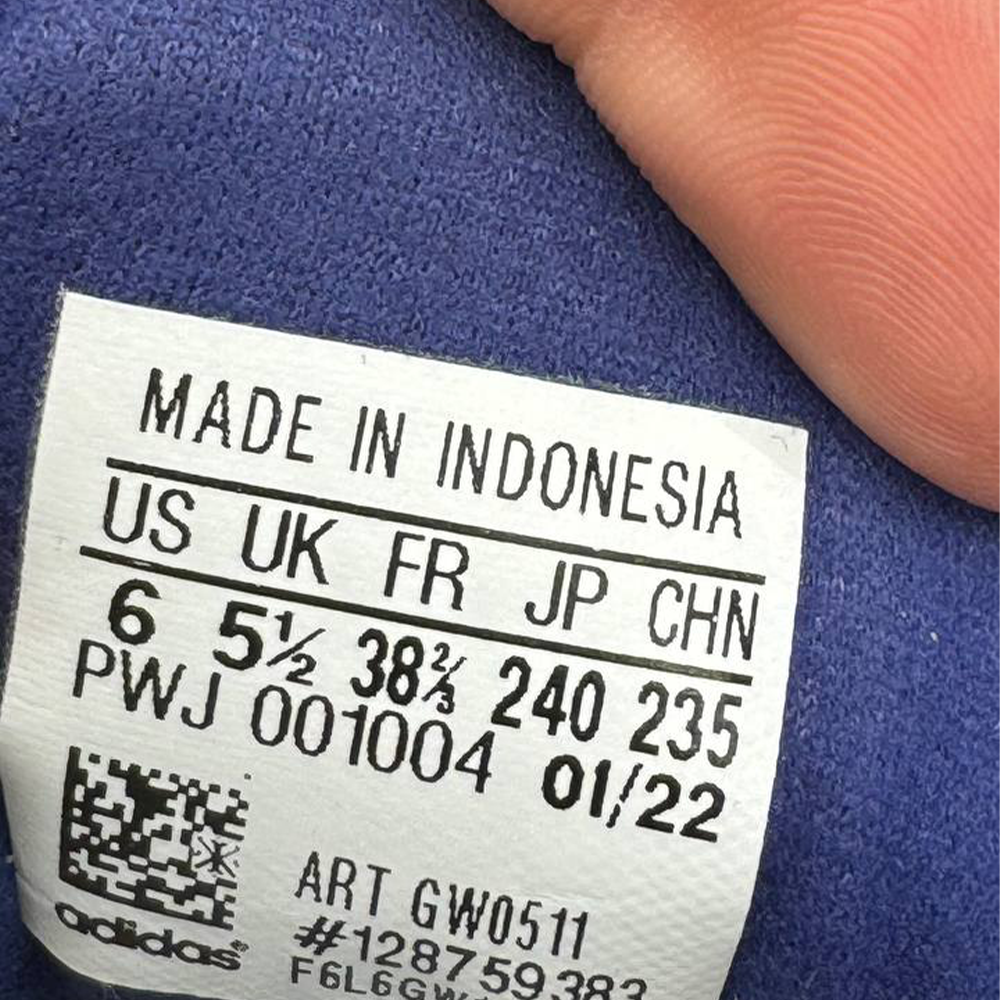 MADE IN INDONESIA
US UK FR JP CHN
6 5½ 38⅔ 240 235
PWJ 001004 01/22
ART GW0511
#128759383
adidas